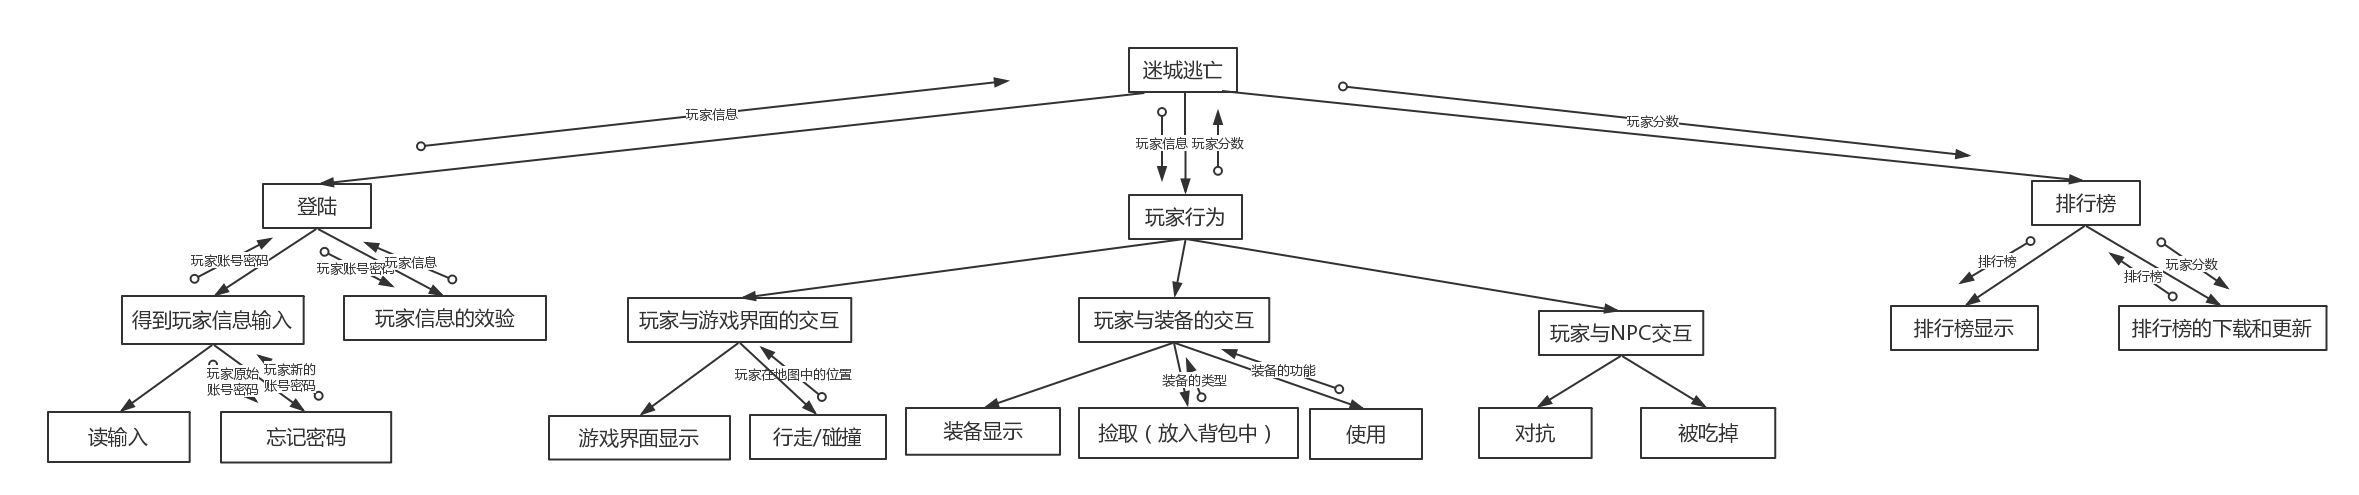 迷城逃亡
玩家信息
玩家信息
玩家分数
玩家分数
登陆
玩家行为
排行榜
玩家账号密码
玩家账号密码
玩家信息
排行榜
排行榜
玩家分数
得到玩家信息输入
玩家信息的效验
玩家与游戏界面的交互
玩家与装备的交互
玩家与NPC交互
排行榜显示
排行榜的下载和更新
玩家原始
账号密码
玩家新的
账号密码
玩家在地图中的位置
装备的类型
装备的功能
读输入
忘记密码
游戏界面显示
行走/碰撞
装备显示
捡取（放入背包中）
使用
对抗
被吃掉